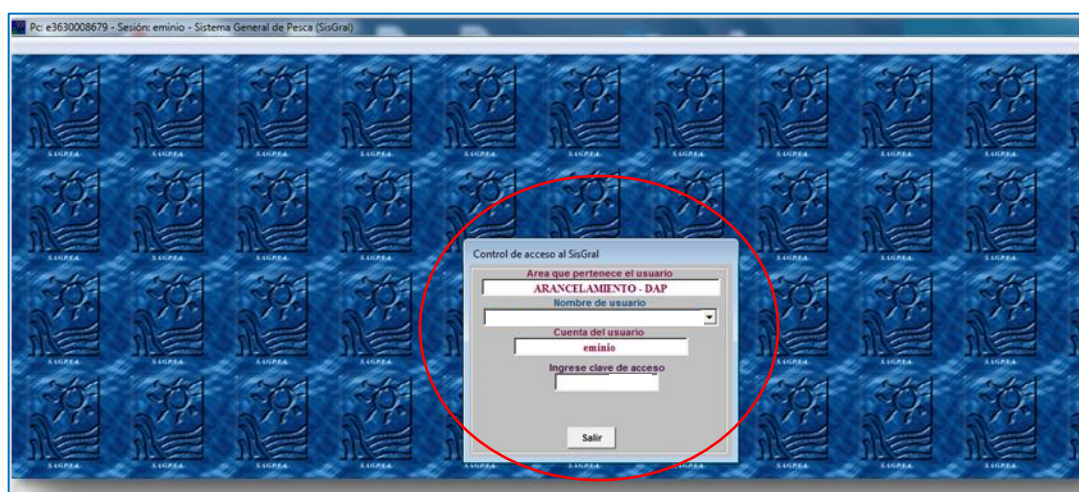 Pc: e3630008679 - Sesión: eminio - Sistema General de Pesca (SisGral)
Control de acceso al SisGral
Area que pertenece el usuario
ARANCELAMIENTO - DAP
Nombre de usuario
Cuenta del usuario
eminio
Ingrese clave de acceso
Salir